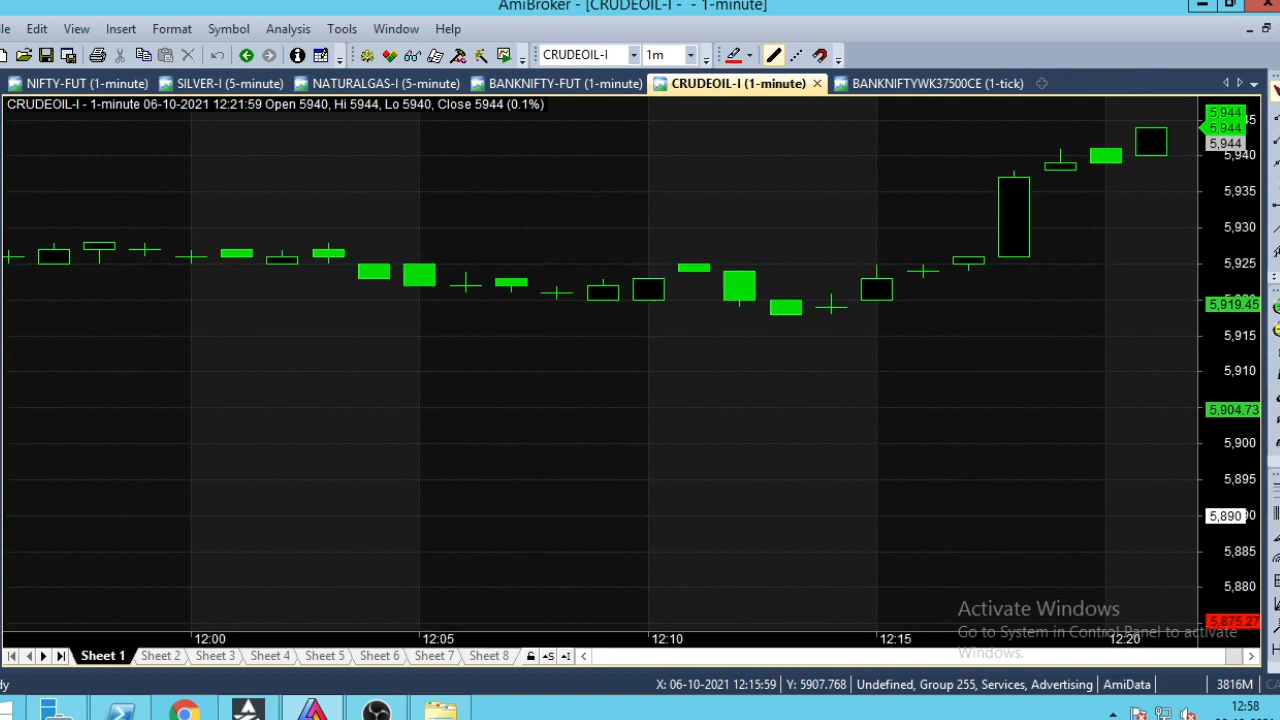 AmiBroker - [CRUDEOIL-I - - 1-minute]
Edit View Insert Format Symbol Analysis Tools Window Help
CRUDEOIL-I 1m
NIFTY-FUT (1-minute) SILVER-I (5-minute) NATURALGAS-I (5-minute) BANKNIFTY-FUT (1-minute) CRUDEOIL-I (1-minute) BANKNIFTYWK37500CE (1-tick)
CRUDEOIL-I - 1-minute 06-10-2021 12:21:59 Open 5940, Hi 5944, Lo 5940, Close 5944 (0.1%)
5,944
5,944
5,944
5,940
5,935
5,930
5,925
5,919.45
5,915
5,910
5,904.73
5,900
5,895
5,890
5,885
5,880
5,875.27
Activate Windows
Go to System in Control Panel to activate
Windows.
12:00 12:05 12:10 12:15 12:20
Sheet 1 Sheet 2 Sheet 3 Sheet 4 Sheet 5 Sheet 6 Sheet 7 Sheet 8
X: 06-10-2021 12:15:59 Y: 5907.768 Undefined, Group 255, Services, Advertising AmiData 3816M
12:58